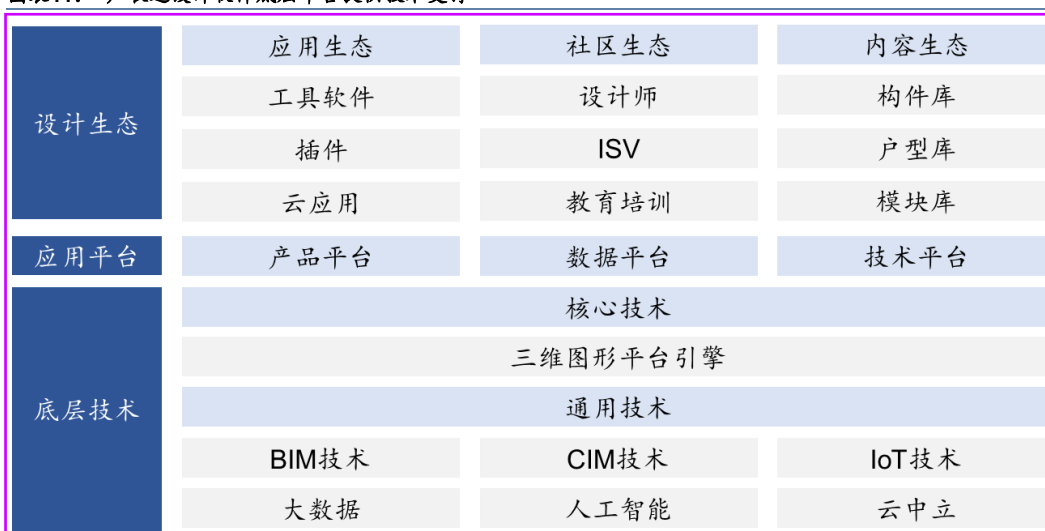 应用生态 社区生态 内容生态
工具软件 设计师 构件库
设计生态
插件 ISV 户型库
云应用 教育培训 模块库
应用平台 产品平台 数据平台 技术平台
核心技术
三维图形平台引擎
底层技术
通用技术
BIM技术 CIM技术 IoT技术
大数据 人工智能 云中立